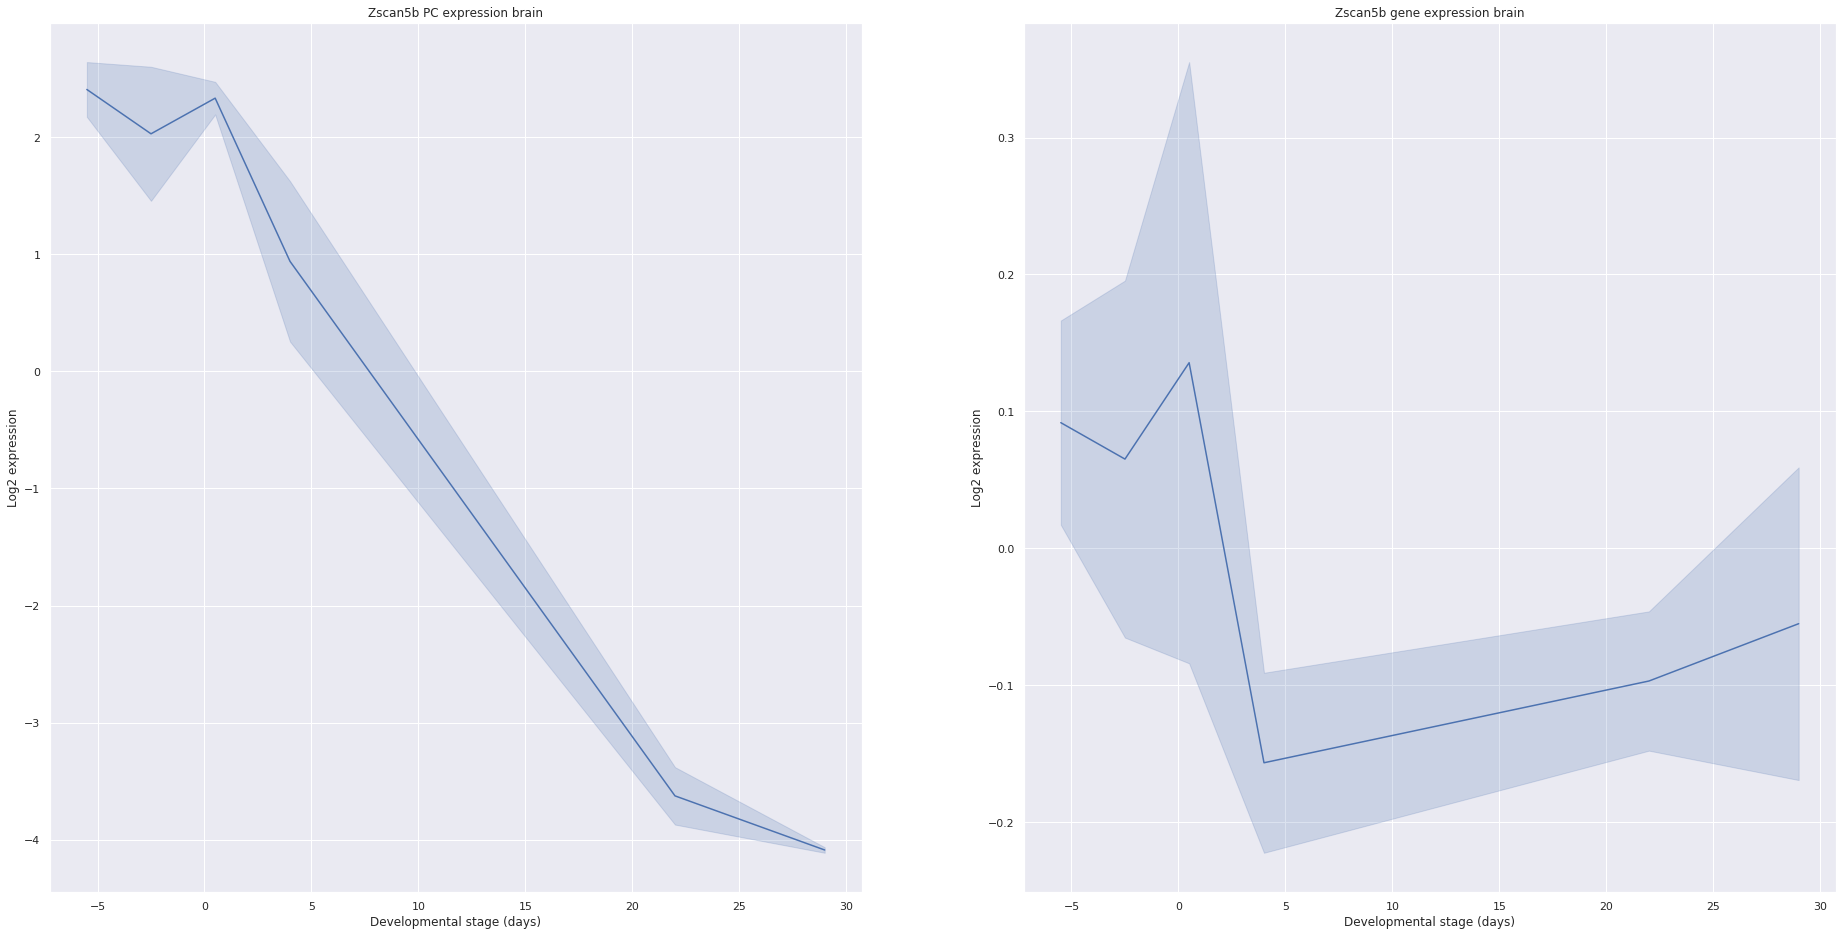 Zscan5b PC expression brain
Log2 expression
2
1
0
−1
−2
−3
−4
−5 0 5 10 15 20 25 30
Developmental stage (days)
Zscan5b gene expression brain
Log2 expression
0.3
0.2
0.1
0.0
−0.1
−0.2
−5 0 5 10 15 20 25 30
Developmental stage (days)